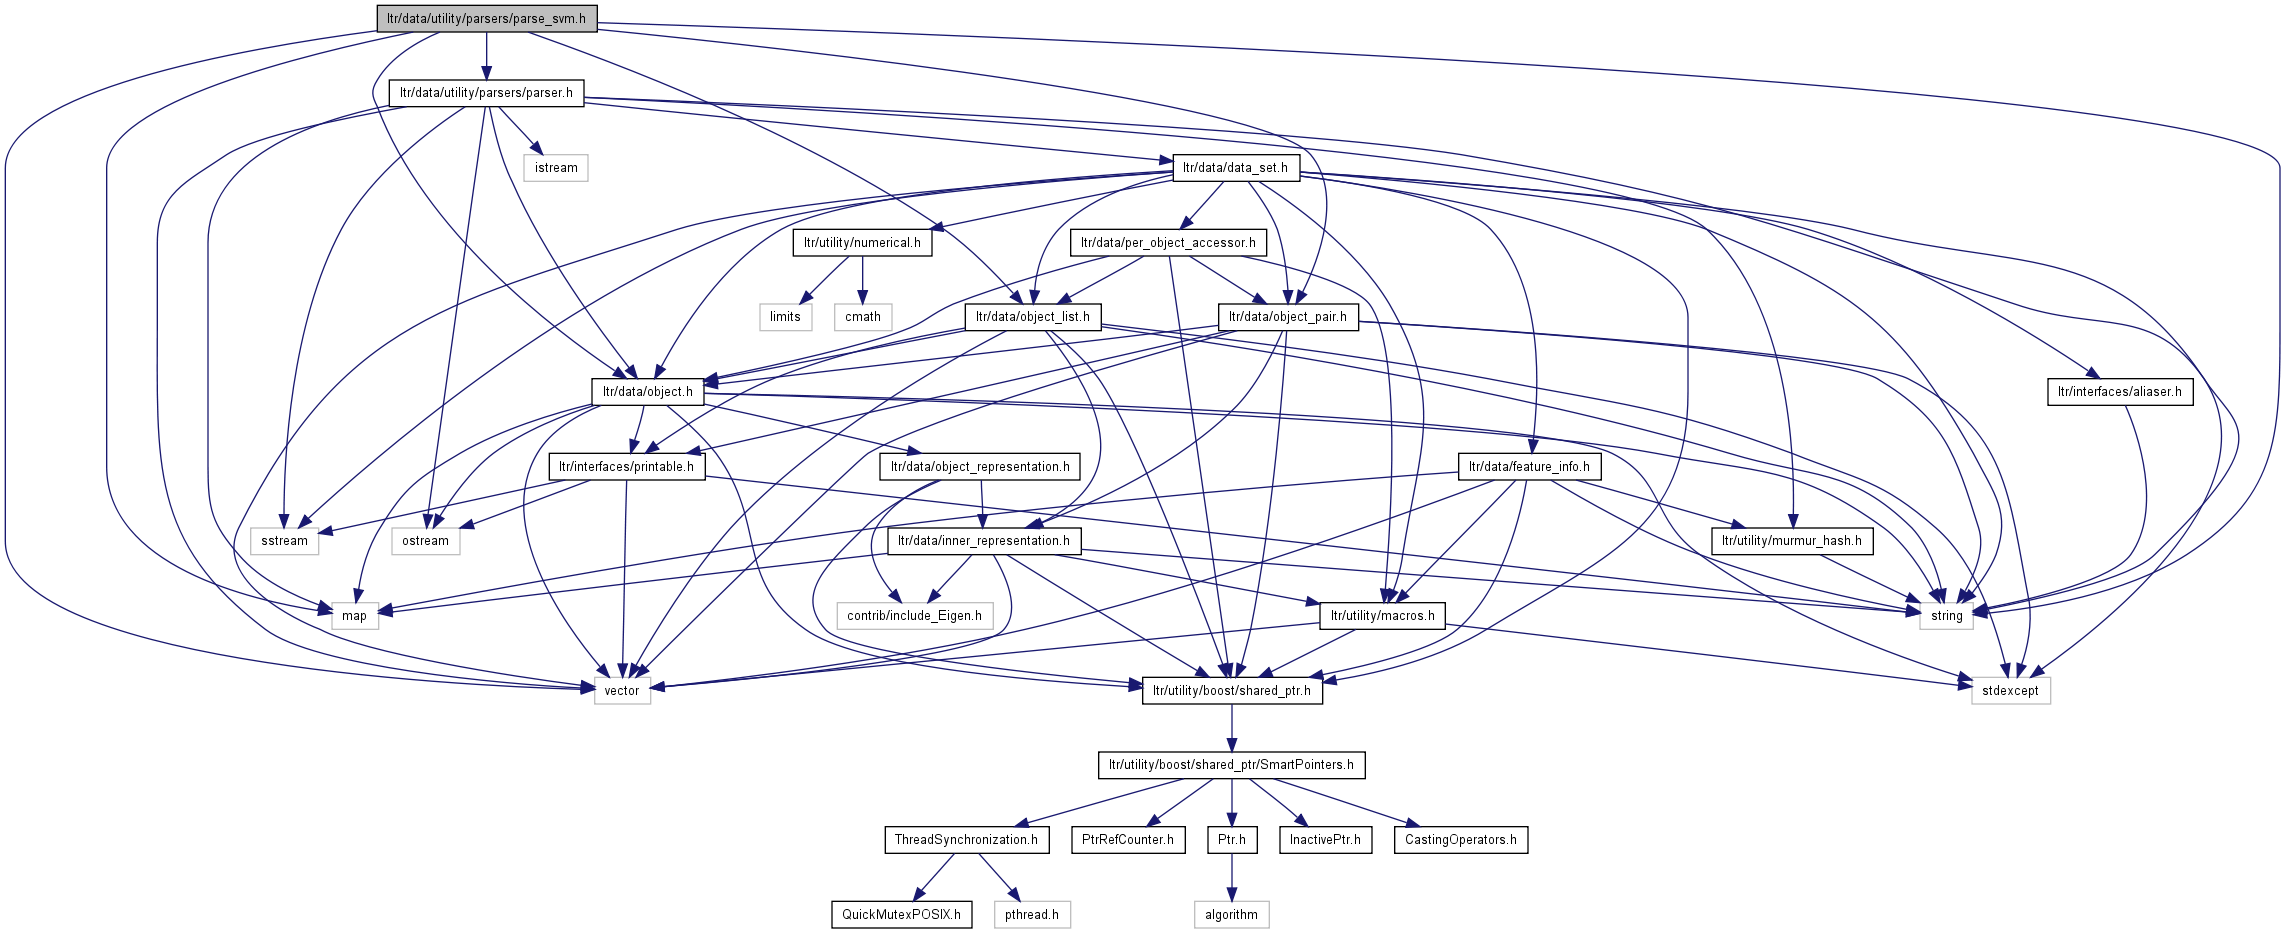 ltr/data/utility/parsers/parse_svm.h
ltr/data/utility/parsers/parser.h
istream
ltr/data/data_set.h
ltr/utility/numerical.h
ltr/data/per_object_accessor.h
limits
cmath
ltr/data/object_list.h
ltr/data/object_pair.h
ltr/data/object.h
ltr/interfaces/aliaser.h
ltr/interfaces/printable.h
ltr/data/object_representation.h
ltr/data/feature_info.h
sstream
ostream
ltr/data/inner_representation.h
ltr/utility/murmur_hash.h
map
contrib/include_Eigen.h
ltr/utility/macros.h
string
vector
ltr/utility/boost/shared_ptr.h
stdexcept
ltr/utility/boost/shared_ptr/SmartPointers.h
ThreadSynchronization.h
PtrRefCounter.h
Ptr.h
InactivePtr.h
CastingOperators.h
QuickMutexPOSIX.h
pthread.h
algorithm